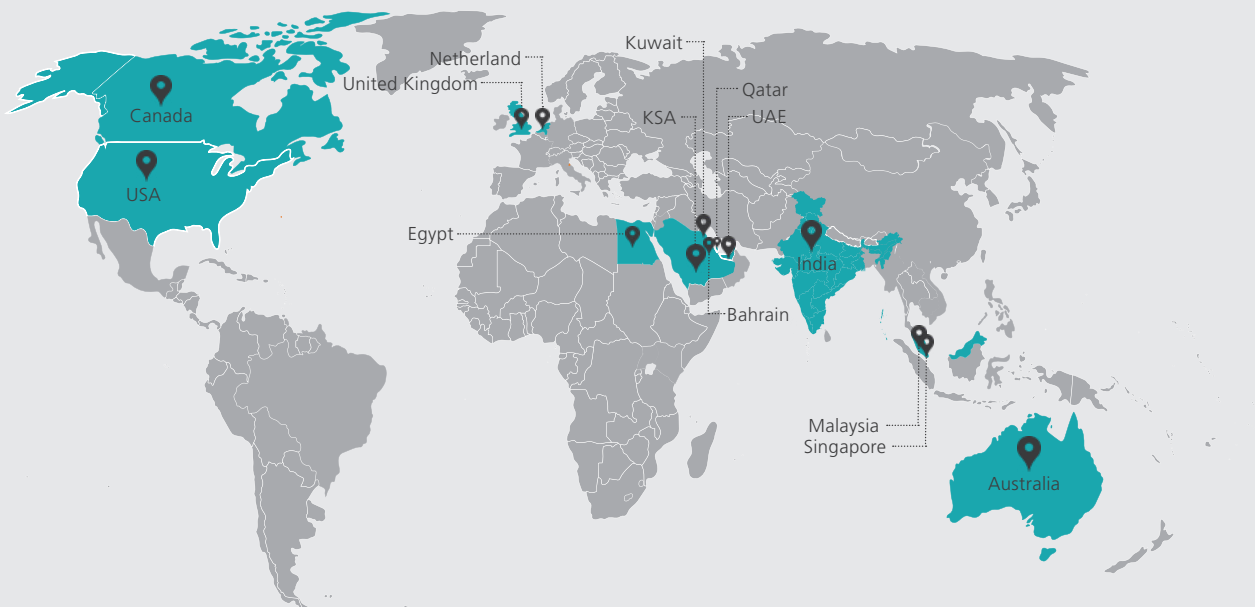 Kuwait
Netherland
United Kingdom
Qatar
Canada
KSA
UAE
USA
Egypt
India
Bahrain
Malaysia
Singapore
Australia